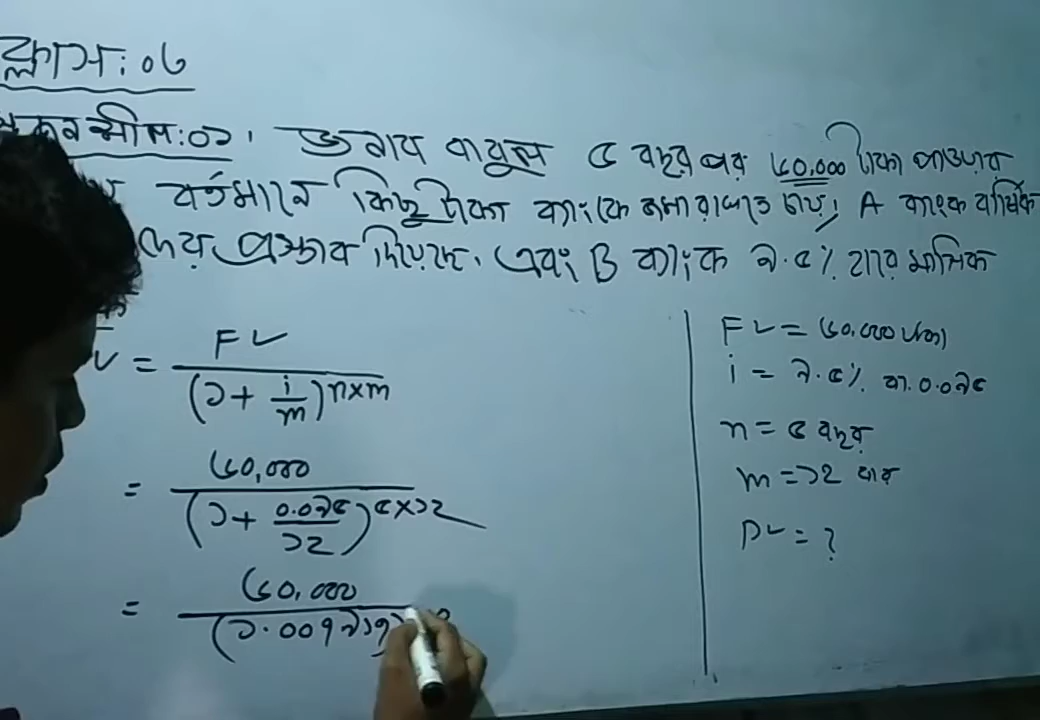 ক্লাস: ০৬
সৃজনশীল: ০১. জনাব বাবুল ৫ বছর পর ৬০,০০০ টাকা পাওয়ার
বর্তমানে কিছু টাকা ব্যাংকে জমা রাখতে চায়। A ব্যাংক বার্ষিক
প্রস্তাব দিয়েছে. এবং B ব্যাংক ৯.৫% হারে মাসিক
V = FV / (১ + i/m)^n×m
= ৬০,০০০ / (১ + ০.০৯৫/১২)^৫×১২
= ৬০,০০০ / (১.০০৭৯১৭)
FV = ৬০,০০০ টাকা
i = ৯.৫% বা ০.০৯৫
n = ৫ বছর
m = ১২ বার
PV = ?